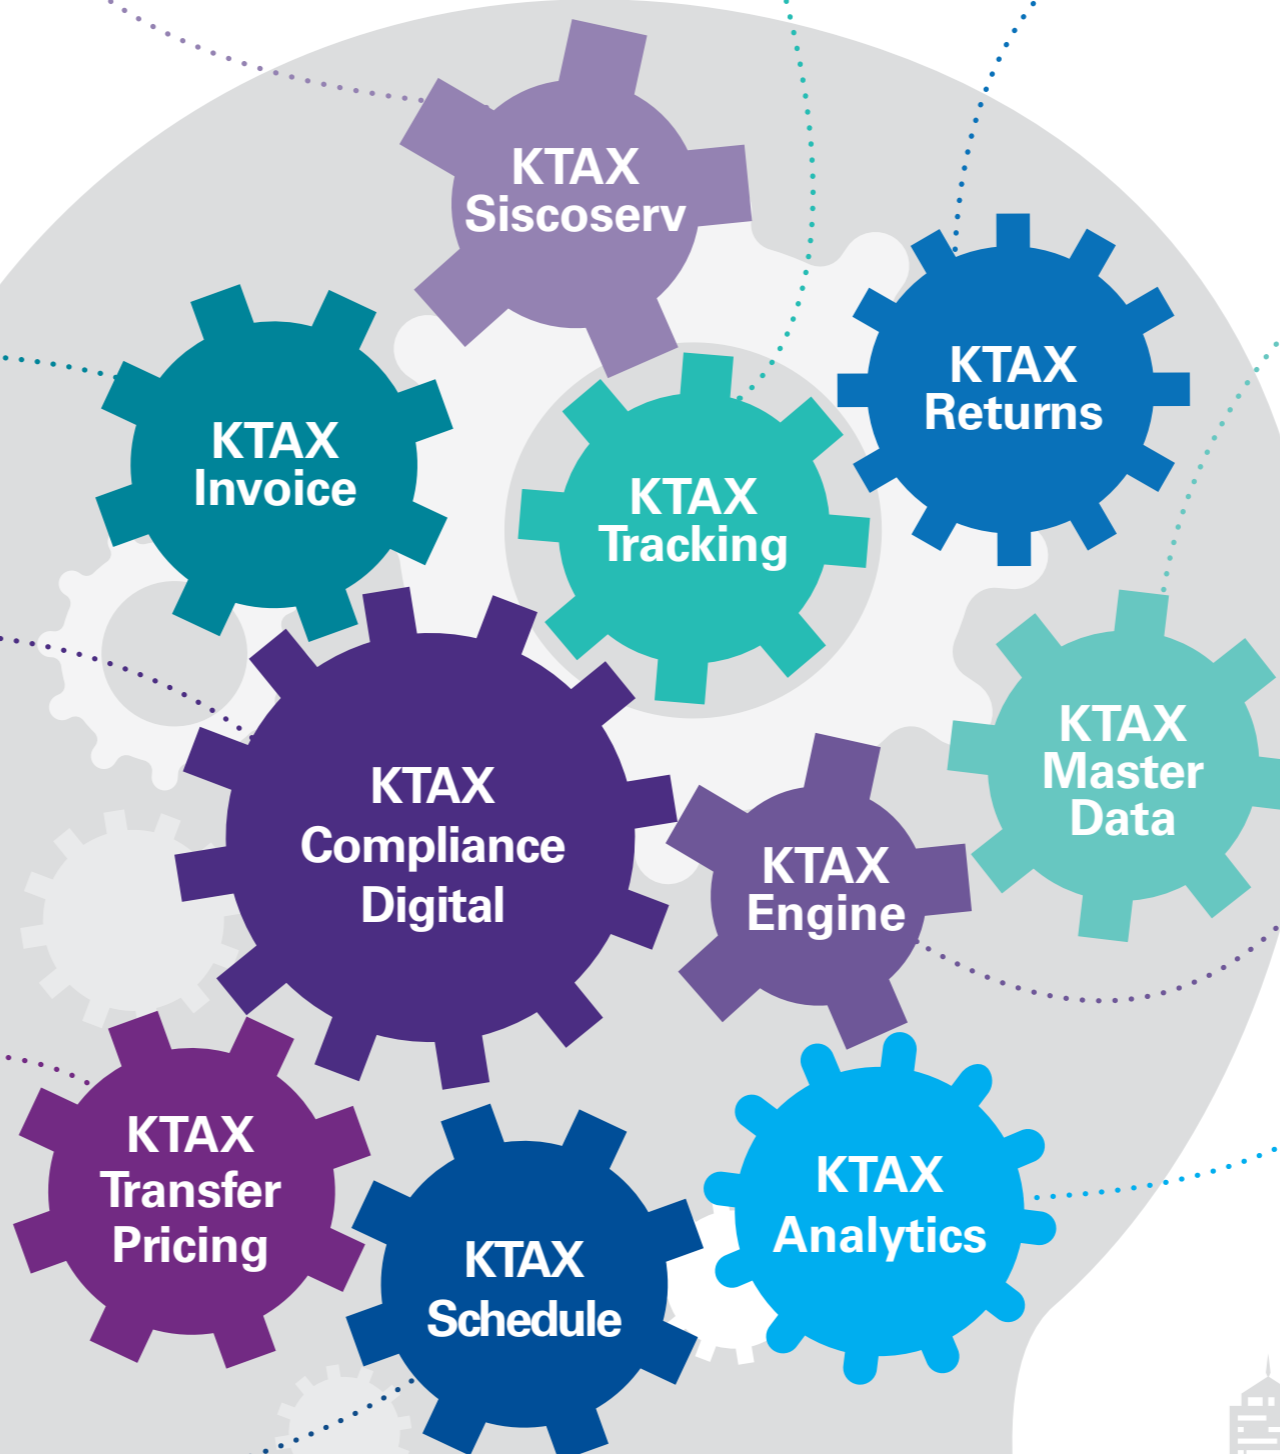 KTAX
Siscoserv
KTAX
Returns
KTAX
Invoice
KTAX
Tracking
KTAX
Master
Data
KTAX
Compliance
Digital
KTAX
Engine
KTAX
Transfer
Pricing
KTAX
Analytics
KTAX
Schedule